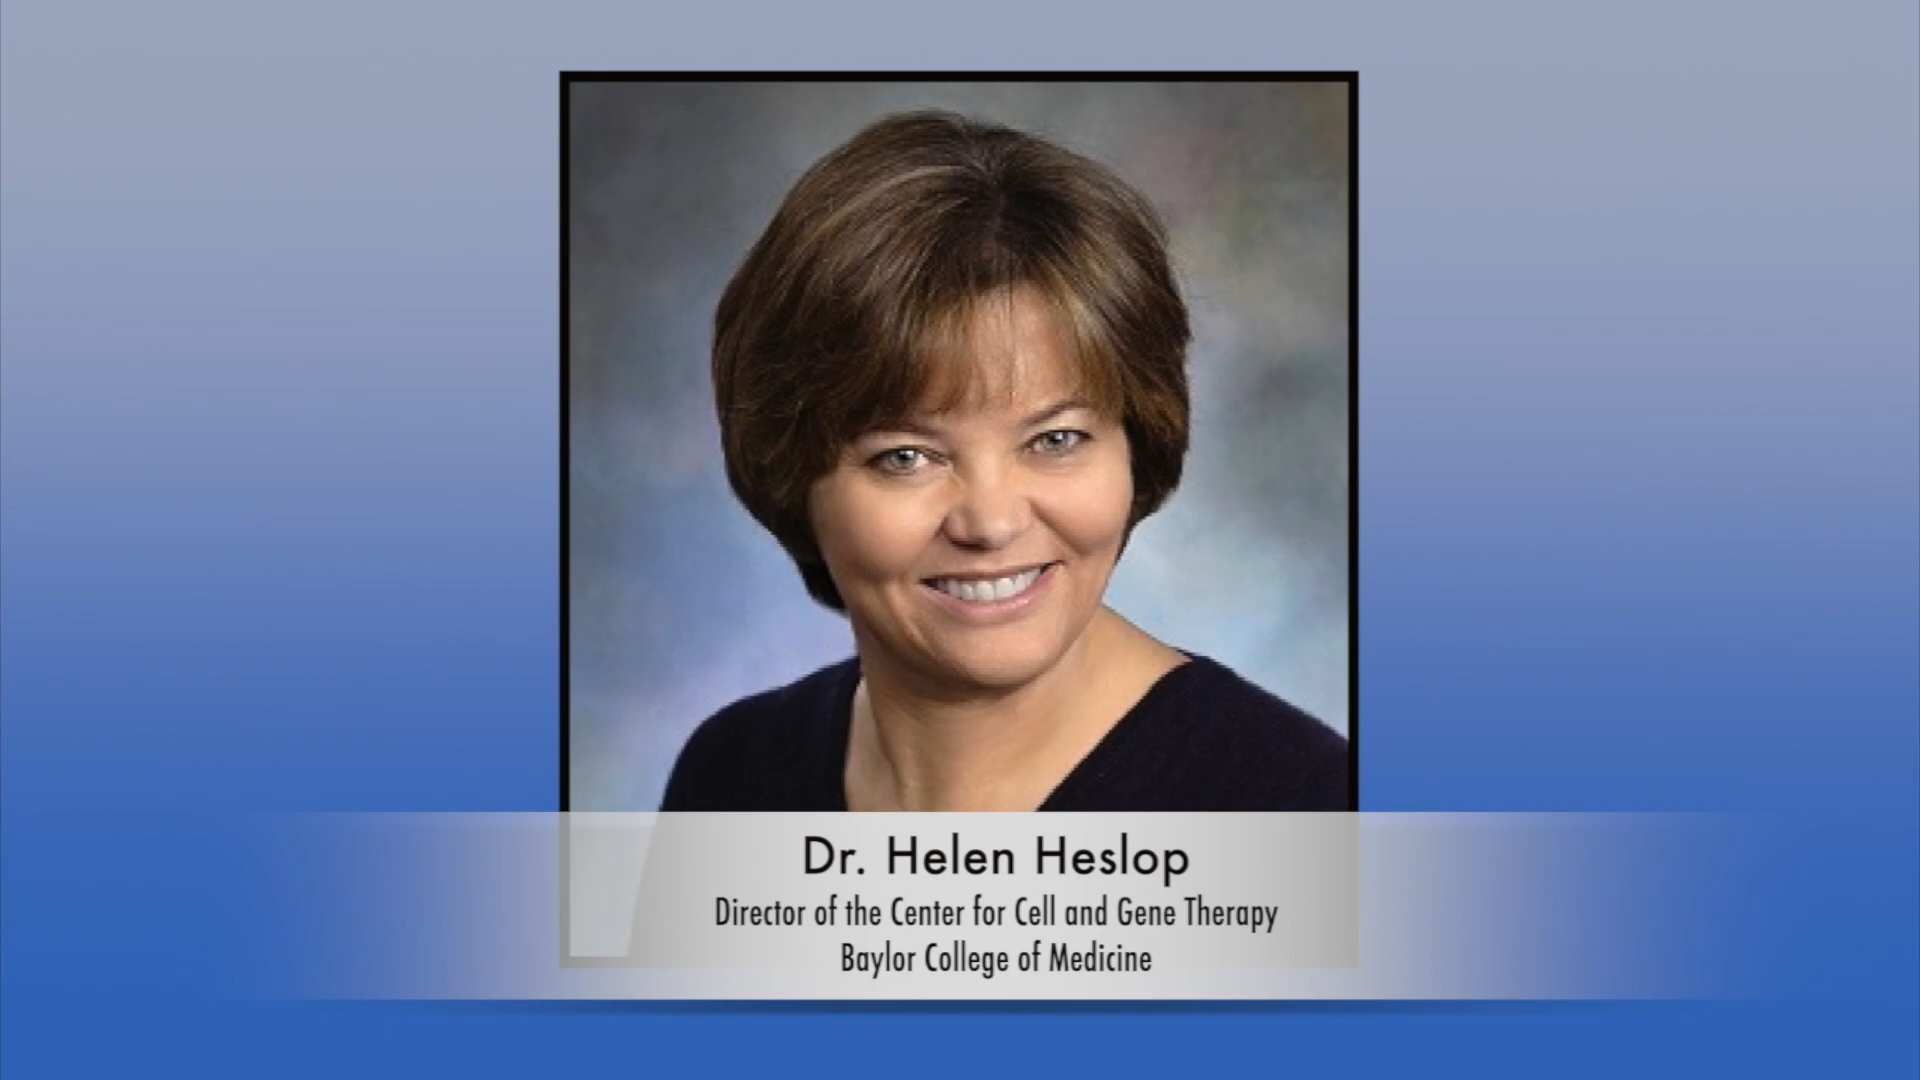 Dr. Helen Heslop
Director of the Center for Cell and Gene Therapy
Baylor College of Medicine